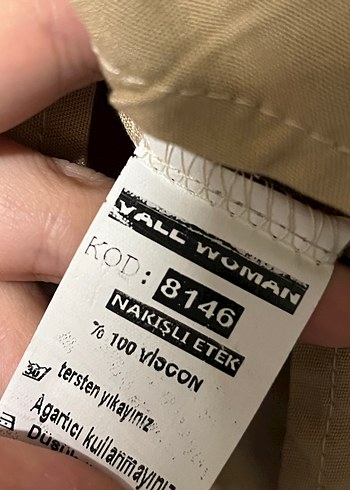 YALL WOMAN
KOD: 8146
NAKIŞLI ETEK
% 100 VİSCON
30° tersten yıkayınız
Ağartıcı kullanmayınız